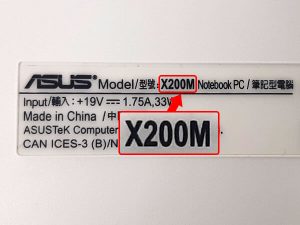 ASUS Model/型號: X200M Notebook PC / 筆記型電腦
Input/輸入: +19V ⎓ 1.75A, 33W
Made in China / 中
ASUSTeK Computer
X200M
CAN ICES-3 (B)/N